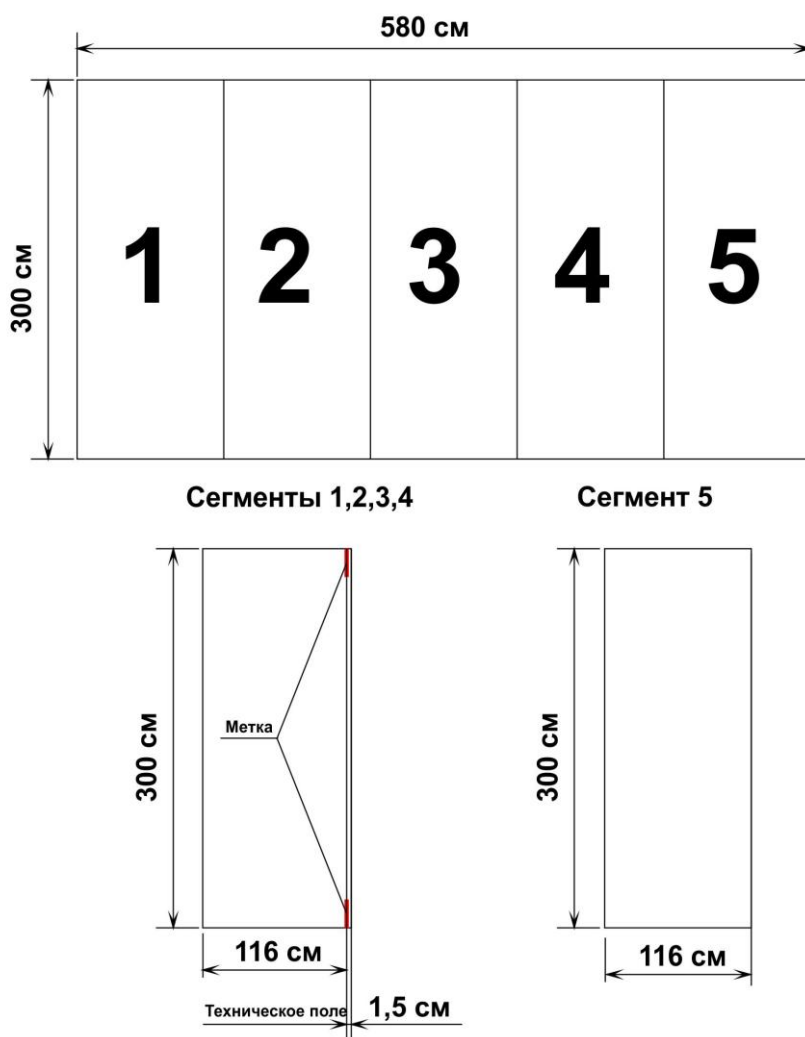 580 см
300 см
1 2 3 4 5
Сегменты 1,2,3,4
Сегмент 5
300 см
Метка
300 см
116 см
116 см
Техническое поле
1,5 см